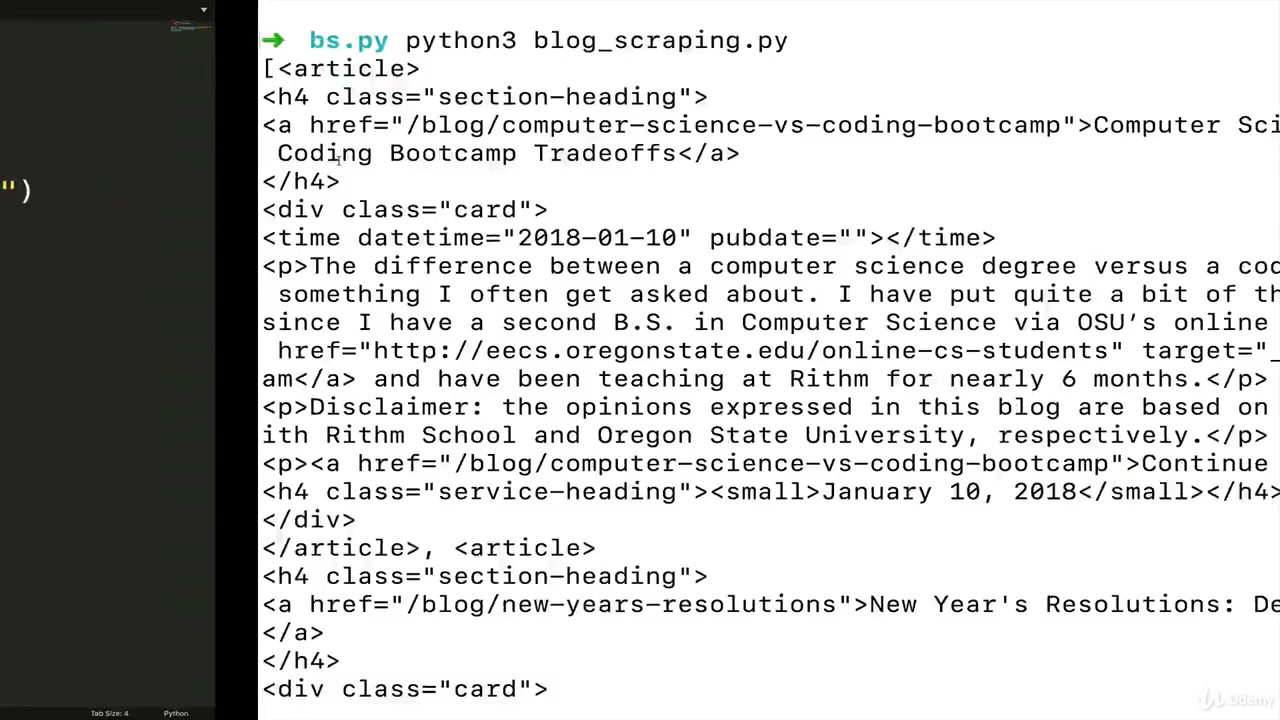 ➜ bs.py python3 blog_scraping.py
[<article>
<h4 class="section-heading">
<a href="/blog/computer-science-vs-coding-bootcamp">Computer Sci
Coding Bootcamp Tradeoffs</a>
</h4>
<div class="card">
<time datetime="2018-01-10" pubdate=""></time>
<p>The difference between a computer science degree versus a cod
something I often get asked about. I have put quite a bit of th
since I have a second B.S. in Computer Science via OSU’s online
href="http://eecs.oregonstate.edu/online-cs-students" target="_
am</a> and have been teaching at Rithm for nearly 6 months.</p>
<p>Disclaimer: the opinions expressed in this blog are based on
ith Rithm School and Oregon State University, respectively.</p>
<p><a href="/blog/computer-science-vs-coding-bootcamp">Continue
<h4 class="service-heading"><small>January 10, 2018</small></h4>
</div>
</article>, <article>
<h4 class="section-heading">
<a href="/blog/new-years-resolutions">New Year's Resolutions: De
</a>
</h4>
<div class="card">
")
Tab Size: 4 Python
Udemy